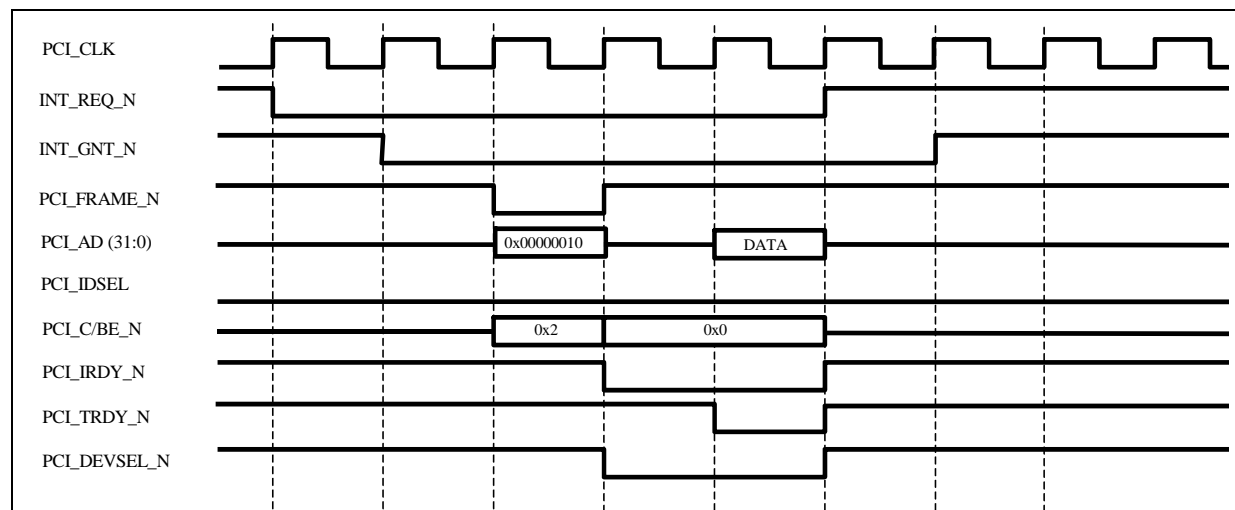 PCI_CLK
INT_REQ_N
INT_GNT_N
PCI_FRAME_N
PCI_AD (31:0) 0x00000010 DATA
PCI_IDSEL
PCI_C/BE_N 0x2 0x0
PCI_IRDY_N
PCI_TRDY_N
PCI_DEVSEL_N